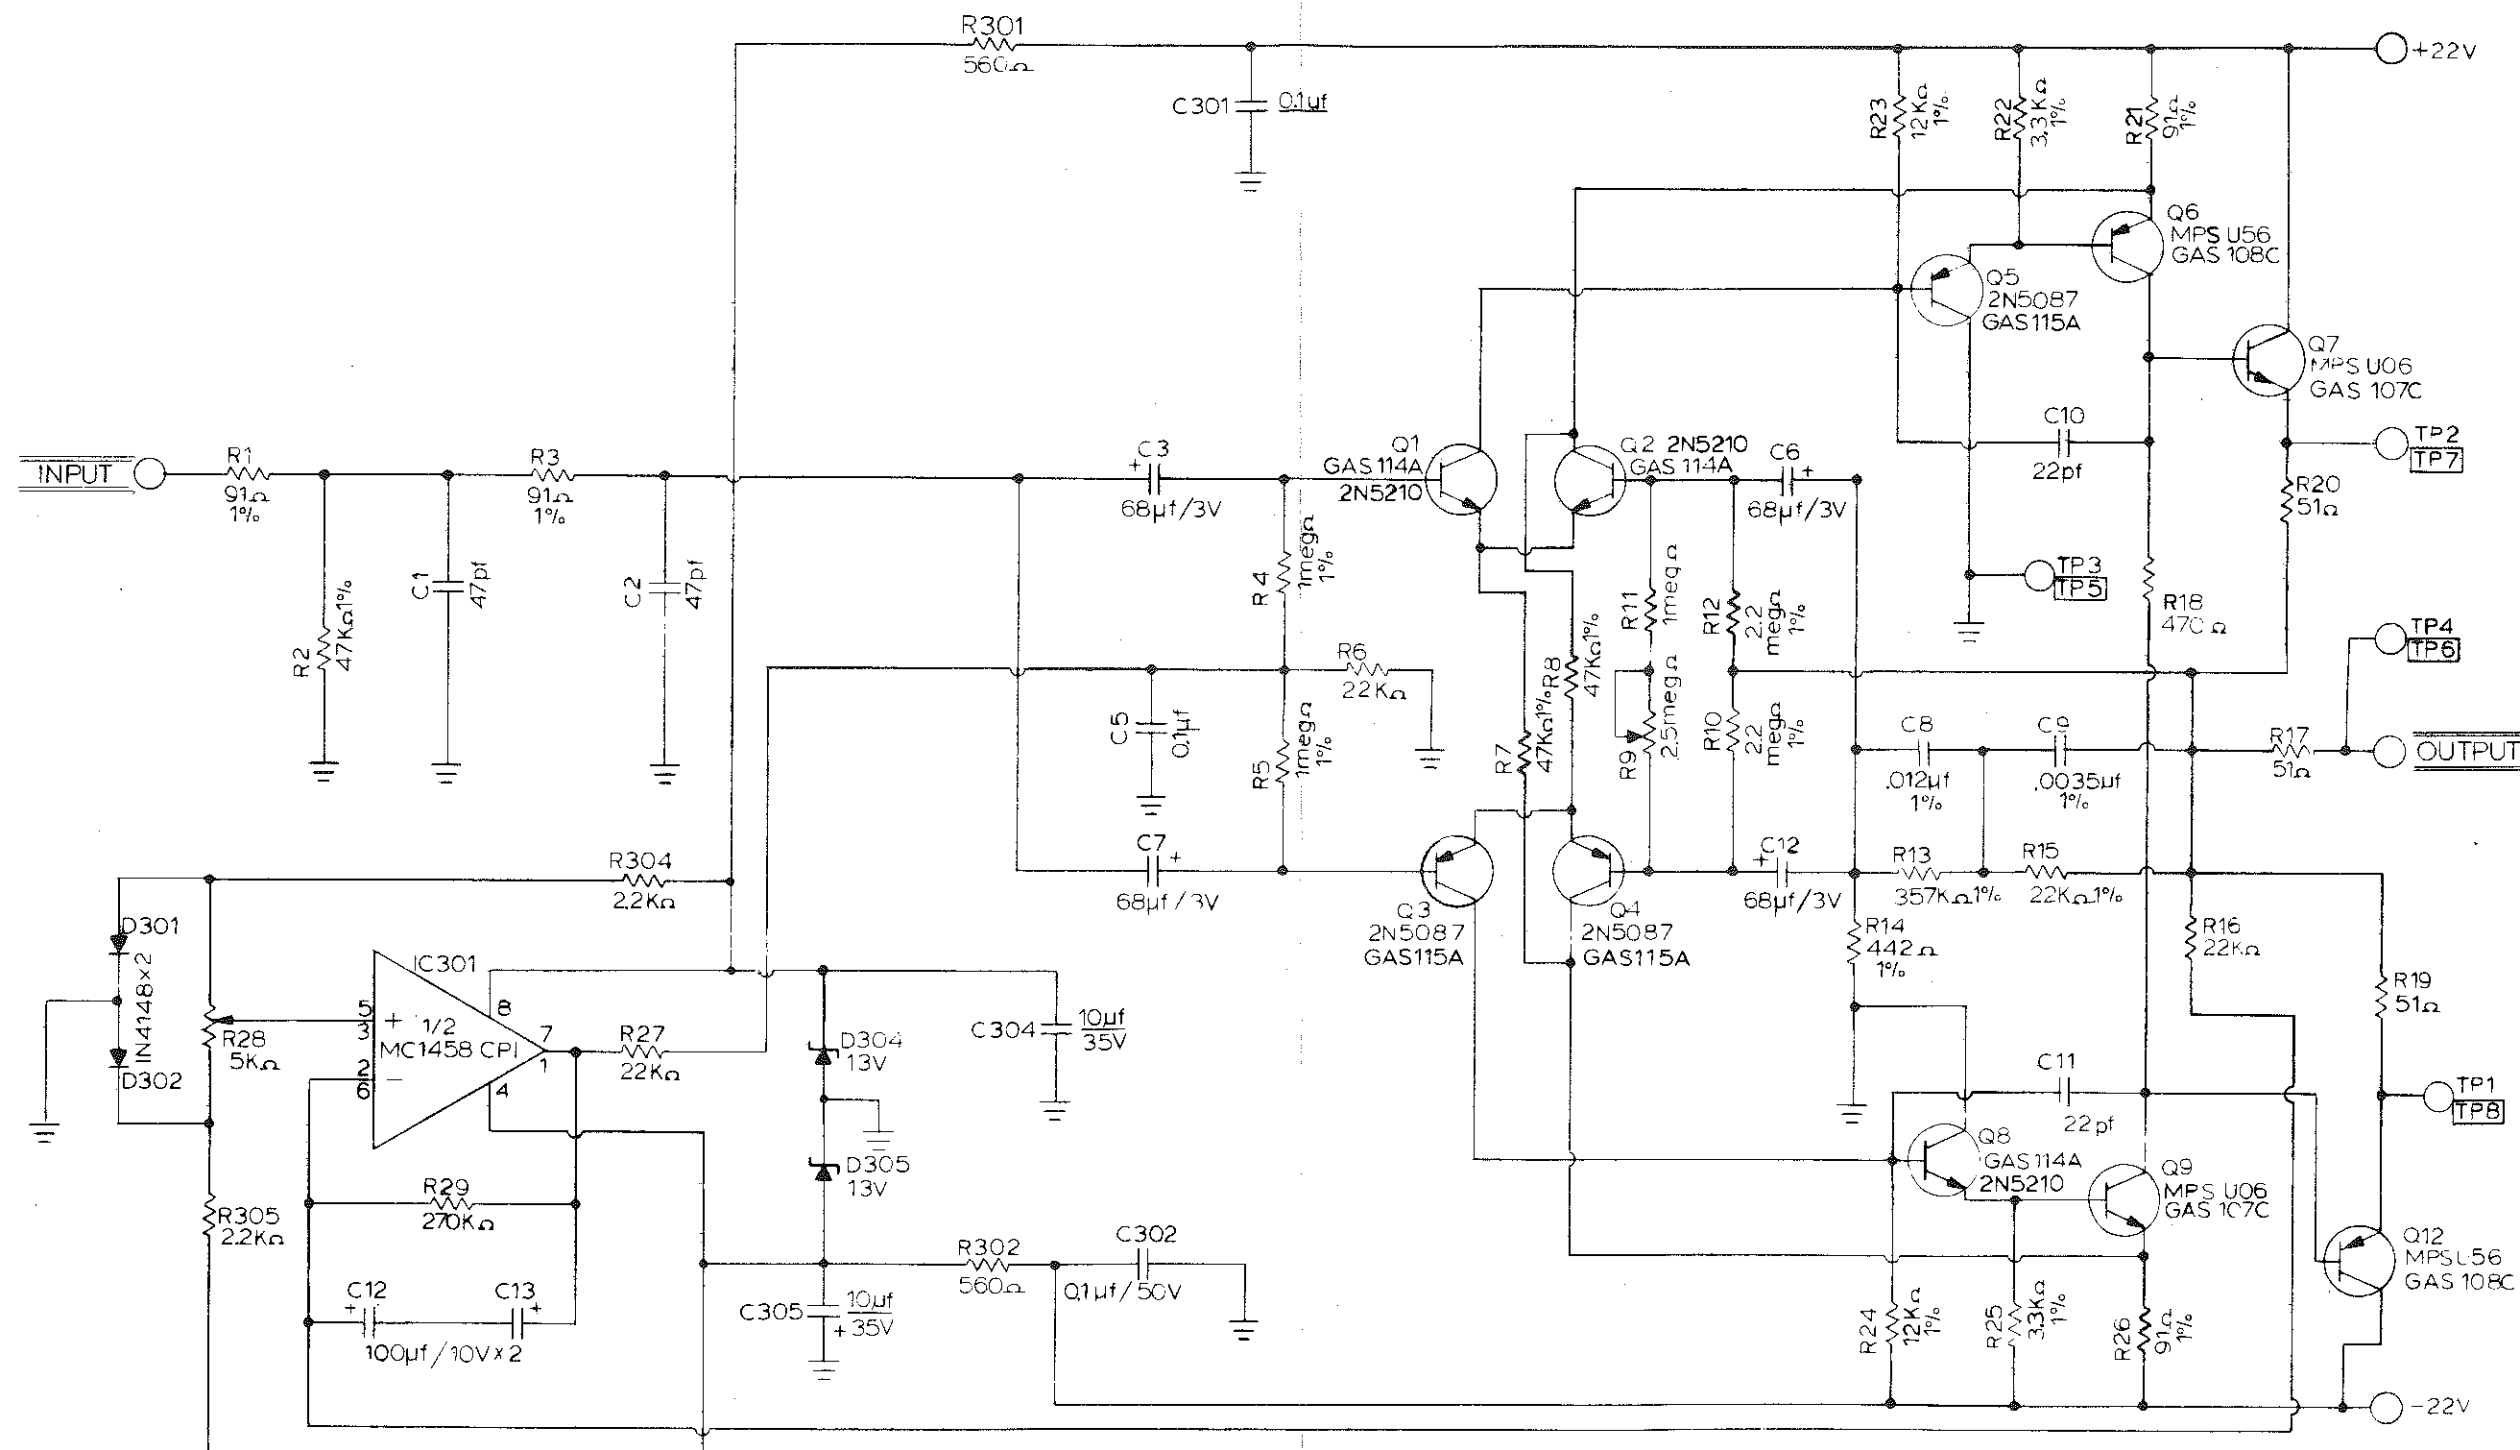 R301
560Ω
+22V
C301
0.1µf
R23
12KΩ
1%
R22
3.3KΩ
1%
R21
91Ω
1%
Q6
MPS U56
GAS 108C
Q5
2N5087
GAS115A
Q7
MPS U06
GAS 107C
C10
22pf
TP2
TP7
R20
51Ω
INPUT
R1
91Ω
1%
R3
91Ω
1%
C3
+
68µf/3V
Q1
GAS 114A
2N5210
Q2 2N5210
GAS 114A
C6
+
68µf/3V
R2
47KΩ1%
C1
47pf
C2
47pf
R4
1megΩ
1%
R11
1megΩ
R12
2.2
megΩ
1%
TP3
TP5
R18
470Ω
TP4
TP6
R6
22KΩ
R8
47KΩ1%
R7
47KΩ1%
C5
0.1µf
R5
1megΩ
1%
R9
2.5megΩ
R10
2.2
megΩ
1%
C8
.012µf
1%
C9
.0035µf
1%
R17
51Ω
OUTPUT
R304
2.2KΩ
C7
+
68µf/3V
Q3
2N5087
GAS115A
Q4
2N5087
GAS115A
C12
+
68µf/3V
R13
357KΩ1%
R15
22KΩ1%
R14
442Ω
1%
R16
22KΩ
R19
51Ω
D301
IN4148×2
D302
R28
5KΩ
IC301
5
3
+
1/2
MC1458 CPI
2
6
−
8
7
1
4
R27
22KΩ
D304
13V
C304
10µf
35V
D305
13V
C11
22pf
TP1
TP8
Q8
GAS114A
2N5210
Q9
MPS U06
GAS 107C
Q12
MPSU56
GAS 108C
R29
270KΩ
R305
2.2KΩ
C12
+
C13
+
100µf/10V×2
C305
10µf
+35V
R302
560Ω
C302
0.1µf/50V
R24
12KΩ
1%
R25
3.3KΩ
1%
R26
91Ω
1%
-22V